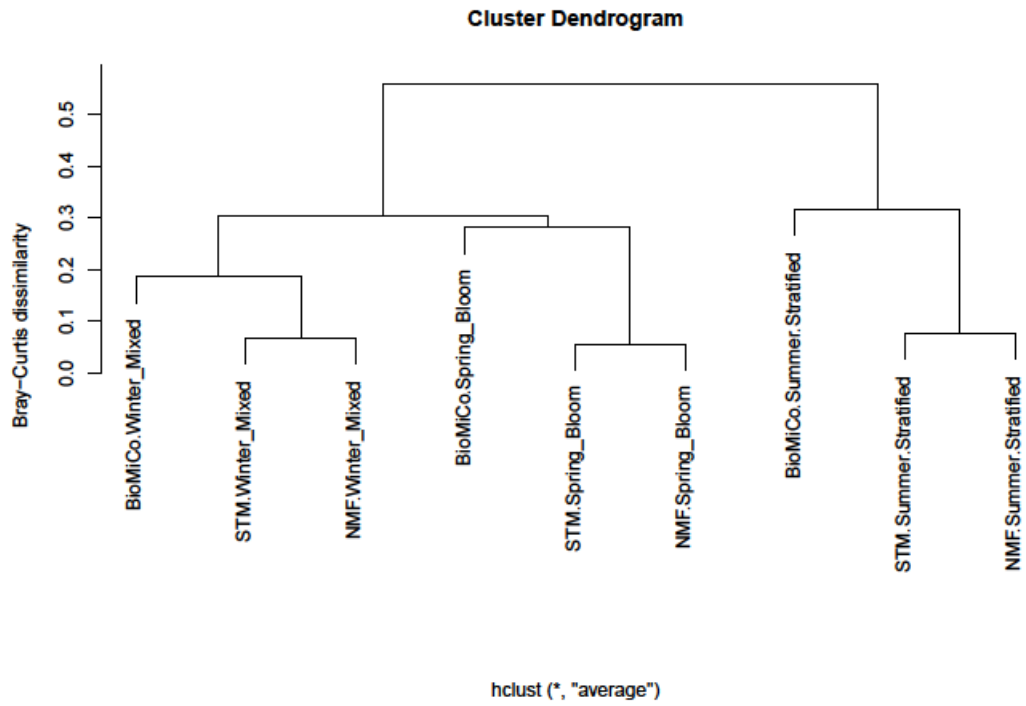 Cluster Dendrogram
Bray−Curtis dissimilarity
0.0 0.1 0.2 0.3 0.4 0.5
BioMiCo.Winter_Mixed
STM.Winter_Mixed
NMF.Winter_Mixed
BioMiCo.Spring_Bloom
STM.Spring_Bloom
NMF.Spring_Bloom
BioMiCo.Summer.Stratified
STM.Summer.Stratified
NMF.Summer.Stratified
hclust (*, "average")